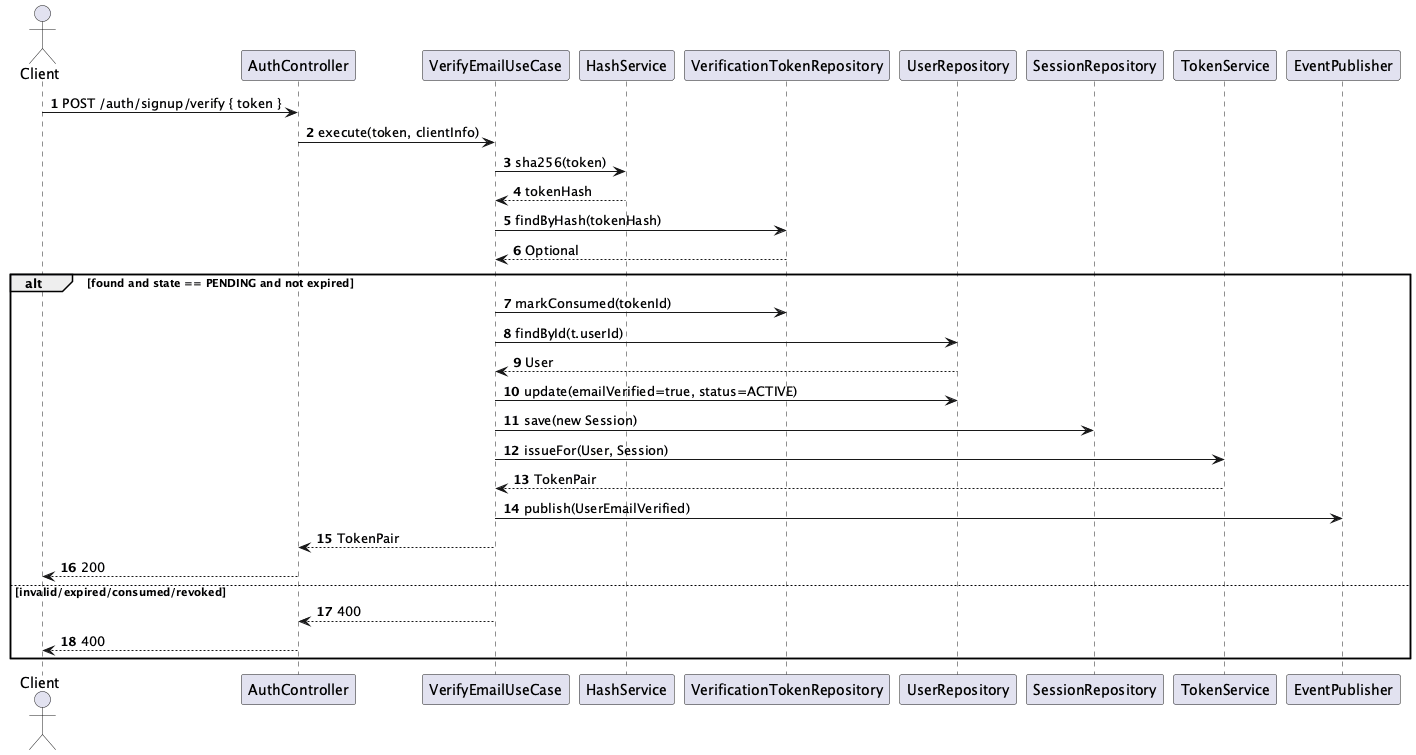 Client
AuthController
VerifyEmailUseCase
HashService
VerificationTokenRepository
UserRepository
SessionRepository
TokenService
EventPublisher
1 POST /auth/signup/verify { token }
2 execute(token, clientInfo)
3 sha256(token)
4 tokenHash
5 findByHash(tokenHash)
6 Optional
alt [found and state == PENDING and not expired]
7 markConsumed(tokenId)
8 findById(t.userId)
9 User
10 update(emailVerified=true, status=ACTIVE)
11 save(new Session)
12 issueFor(User, Session)
13 TokenPair
14 publish(UserEmailVerified)
15 TokenPair
16 200
[invalid/expired/consumed/revoked]
17 400
18 400
Client
AuthController
VerifyEmailUseCase
HashService
VerificationTokenRepository
UserRepository
SessionRepository
TokenService
EventPublisher